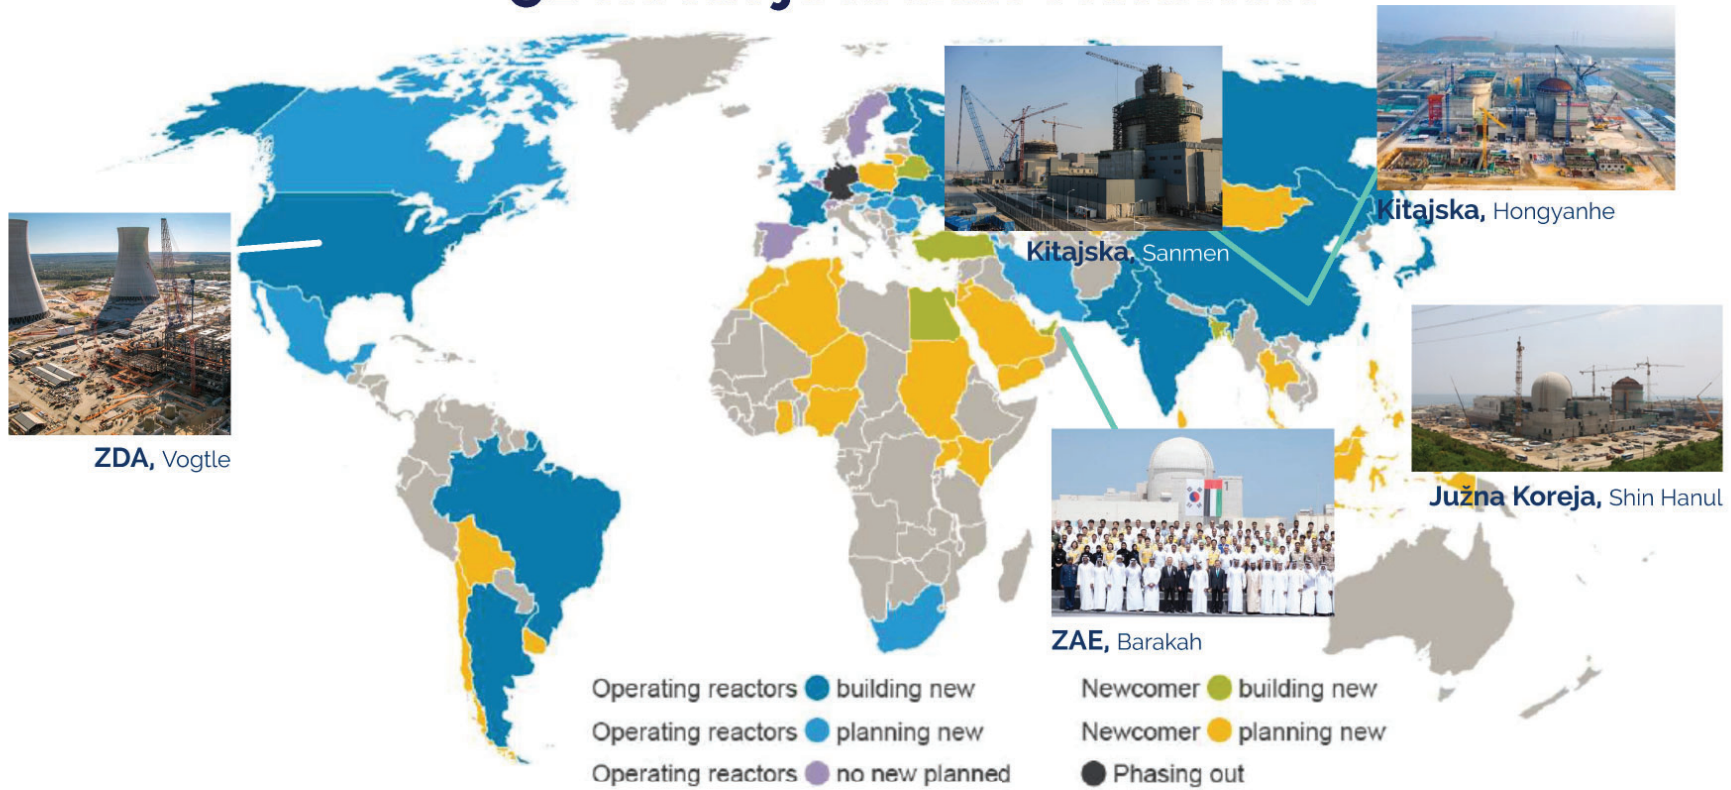 Kitajska, Hongyanhe
Kitajska, Sanmen
ZDA, Vogtle
Južna Koreja, Shin Hanul
ZAE, Barakah
Operating reactors building new
Newcomer building new
Operating reactors planning new
Newcomer planning new
Operating reactors no new planned
Phasing out